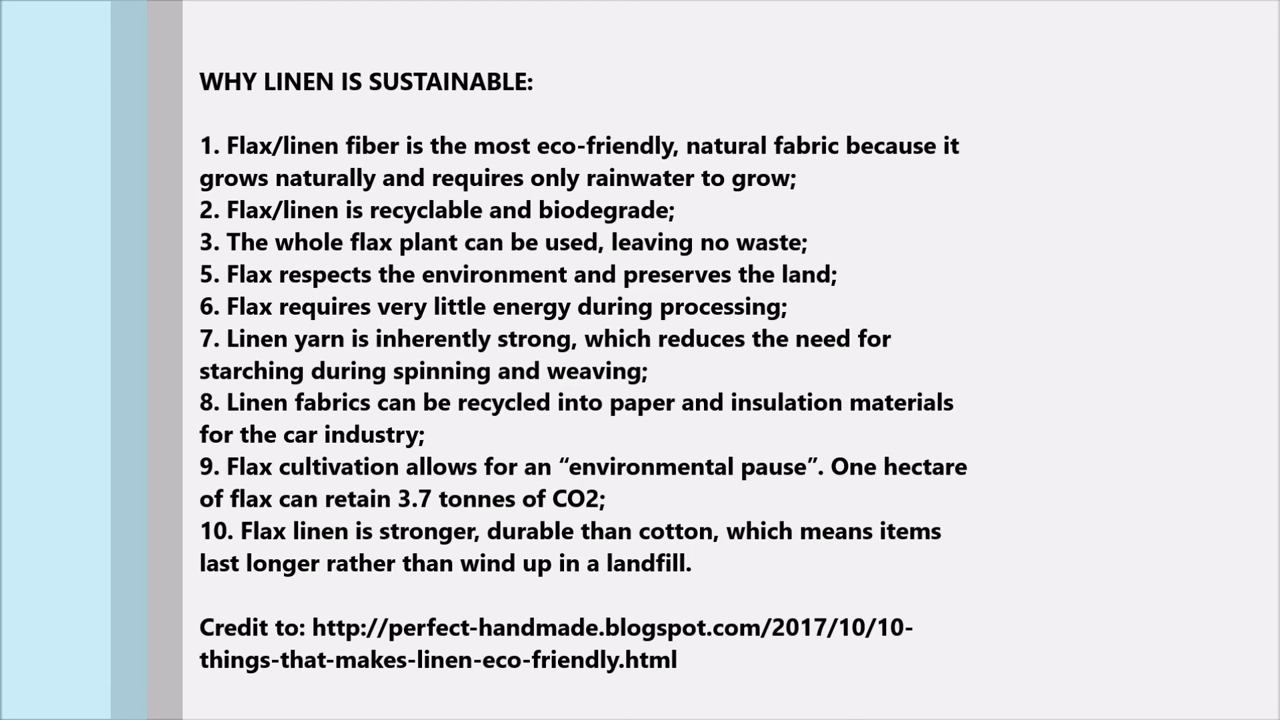 WHY LINEN IS SUSTAINABLE:
1. Flax/linen fiber is the most eco-friendly, natural fabric because it
grows naturally and requires only rainwater to grow;
2. Flax/linen is recyclable and biodegrade;
3. The whole flax plant can be used, leaving no waste;
5. Flax respects the environment and preserves the land;
6. Flax requires very little energy during processing;
7. Linen yarn is inherently strong, which reduces the need for
starching during spinning and weaving;
8. Linen fabrics can be recycled into paper and insulation materials
for the car industry;
9. Flax cultivation allows for an “environmental pause”. One hectare
of flax can retain 3.7 tonnes of CO2;
10. Flax linen is stronger, durable than cotton, which means items
last longer rather than wind up in a landfill.
Credit to: http://perfect-handmade.blogspot.com/2017/10/10-
things-that-makes-linen-eco-friendly.html